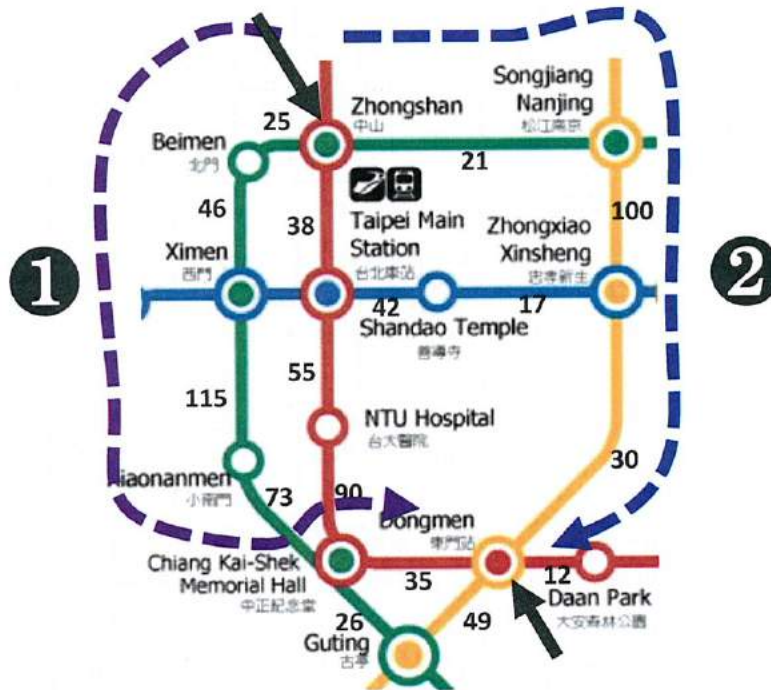 Zhongshan
中山
Songjiang
Nanjing
松江南京
25
Beimen
北門
21
46
38
Taipei Main
Station
台北車站
Zhongxiao
Xinsheng
忠孝新生
100
Ximen
西門
1
2
42
17
Shandao Temple
善導寺
55
115
NTU Hospital
台大醫院
30
Xiaonanmen
小南門
73
90
Dongmen
東門站
Chiang Kai-Shek
Memorial Hall
中正紀念堂
35
12
Daan Park
大安森林公園
26
49
Guting
古亭